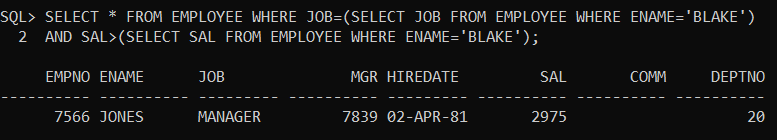 SQL> SELECT * FROM EMPLOYEE WHERE JOB=(SELECT JOB FROM EMPLOYEE WHERE ENAME='BLAKE')
  2  AND SAL>(SELECT SAL FROM EMPLOYEE WHERE ENAME='BLAKE');

     EMPNO ENAME      JOB              MGR HIREDATE         SAL       COMM     DEPTNO
---------- ---------- --------- ---------- --------- ---------- ---------- ----------
      7566 JONES      MANAGER         7839 02-APR-81       2975                    20